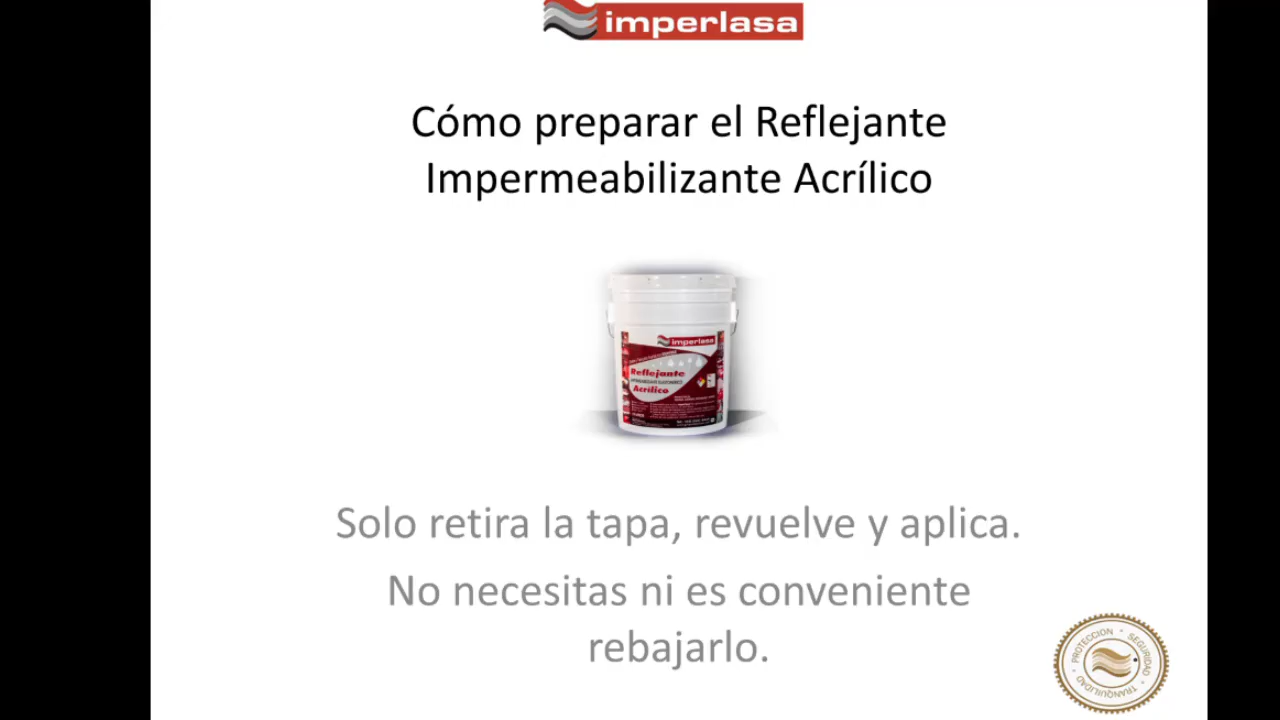 imperlasa
Cómo preparar el Reflejante
Impermeabilizante Acrílico
imperlasa
Reflejante
Acrílico
Solo retira la tapa, revuelve y aplica.
No necesitas ni es conveniente
rebajarlo.
PROTECCION * SEGURIDAD * TRANQUILIDAD *